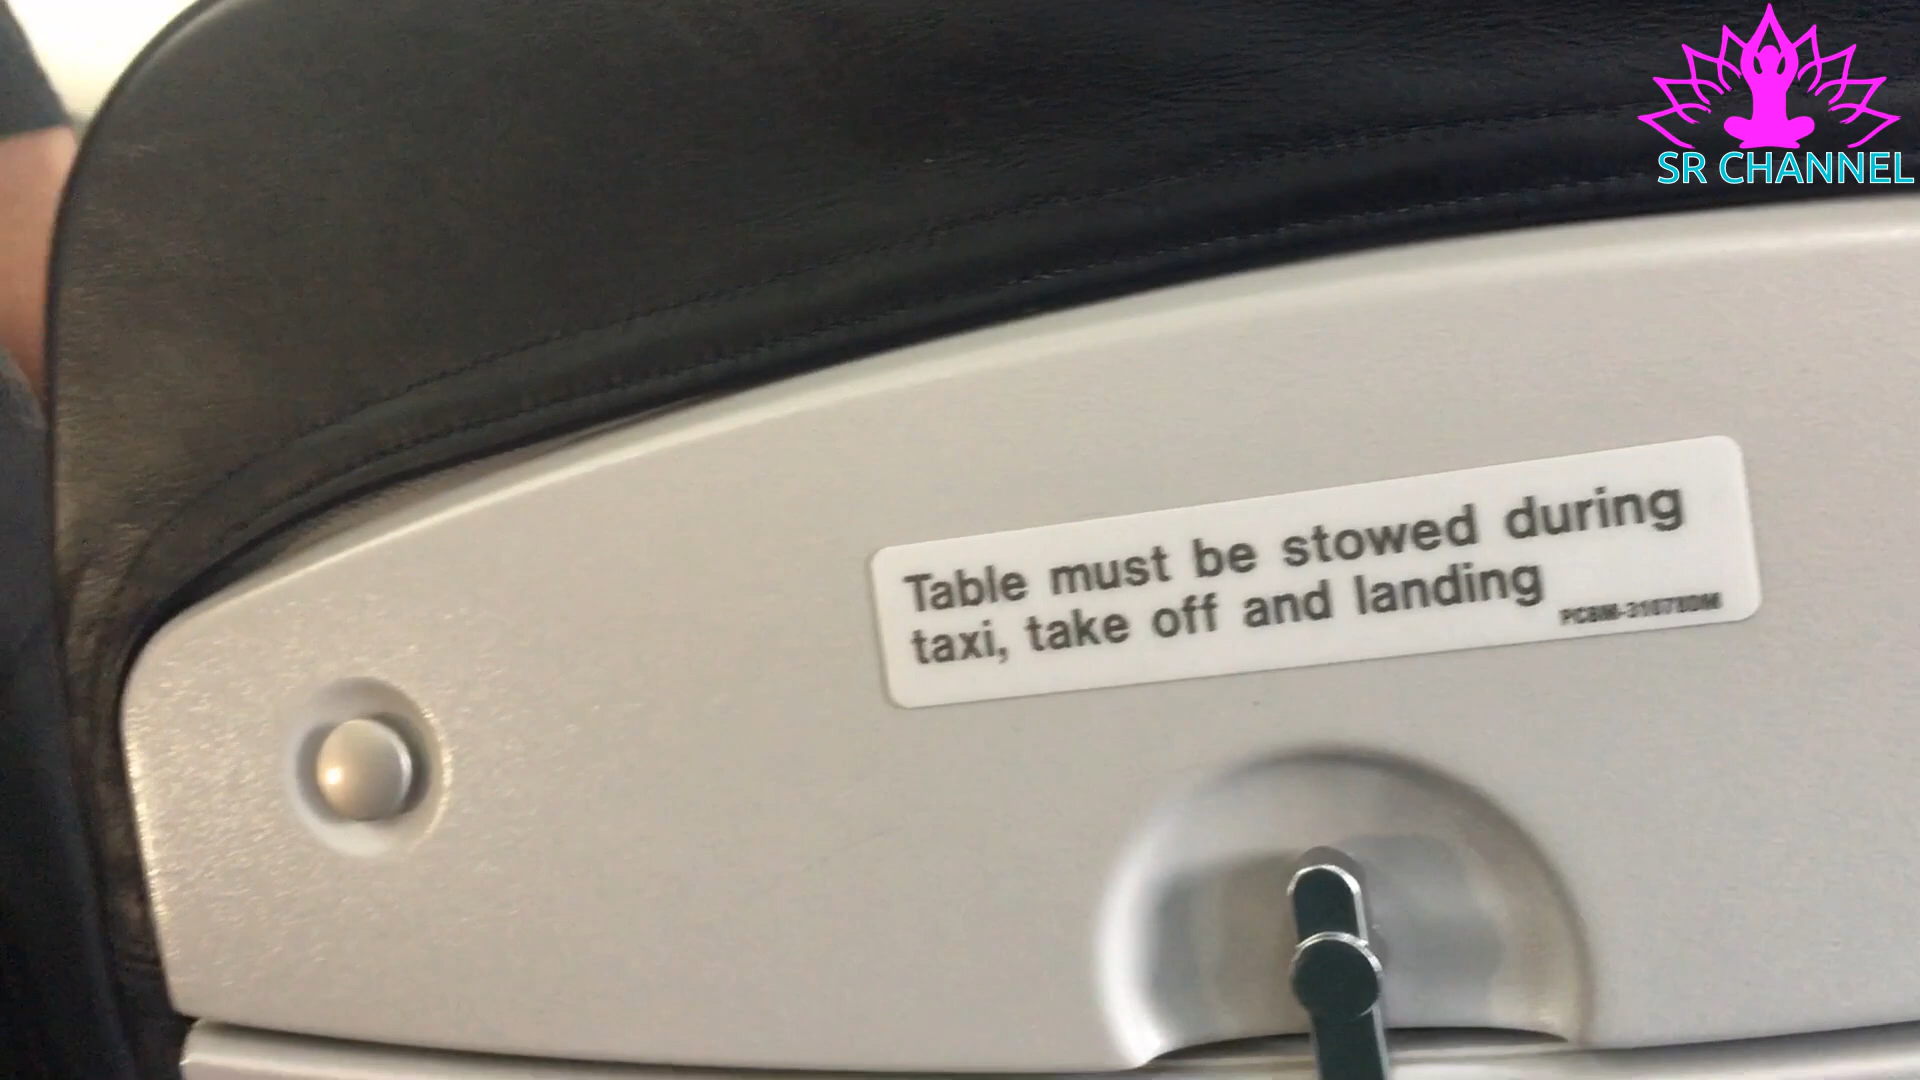 SR CHANNEL
Table must be stowed during
taxi, take off and landing